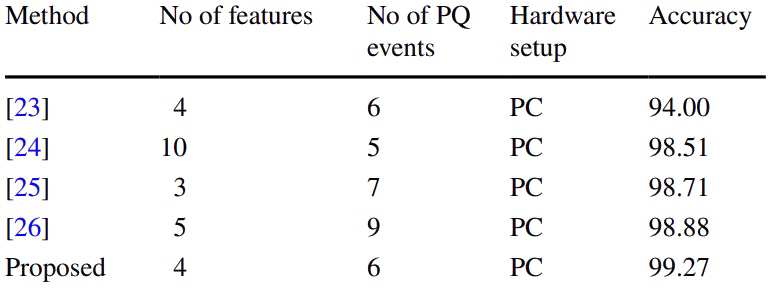 Method No of features No of PQ Hardware Accuracy
events setup
[23] 4 6 PC 94.00
[24] 10 5 PC 98.51
[25] 3 7 PC 98.71
[26] 5 9 PC 98.88
Proposed 4 6 PC 99.27